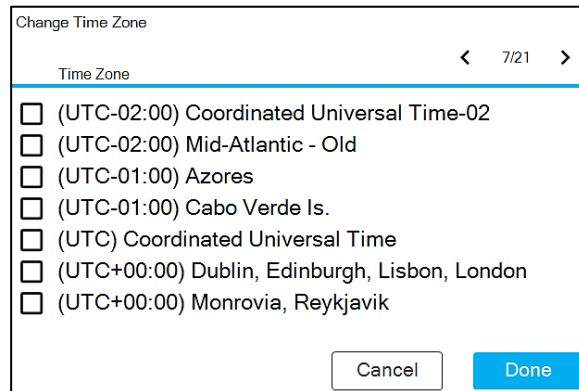 Change Time Zone
7/21
Time Zone
(UTC-02:00) Coordinated Universal Time-02
(UTC-02:00) Mid-Atlantic - Old
(UTC-01:00) Azores
(UTC-01:00) Cabo Verde Is.
(UTC) Coordinated Universal Time
(UTC+00:00) Dublin, Edinburgh, Lisbon, London
(UTC+00:00) Monrovia, Reykjavik
Cancel Done